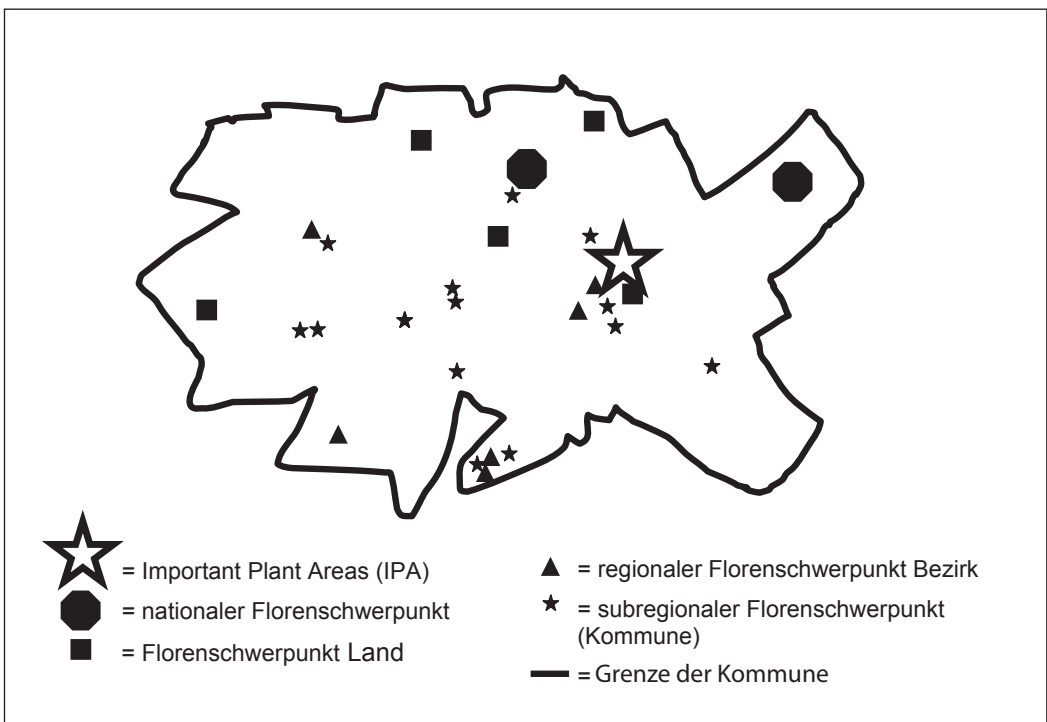 = Important Plant Areas (IPA)
= nationaler Florenschwerpunkt
= Florenschwerpunkt Land
= regionaler Florenschwerpunkt Bezirk
= subregionaler Florenschwerpunkt
(Kommune)
= Grenze der Kommune